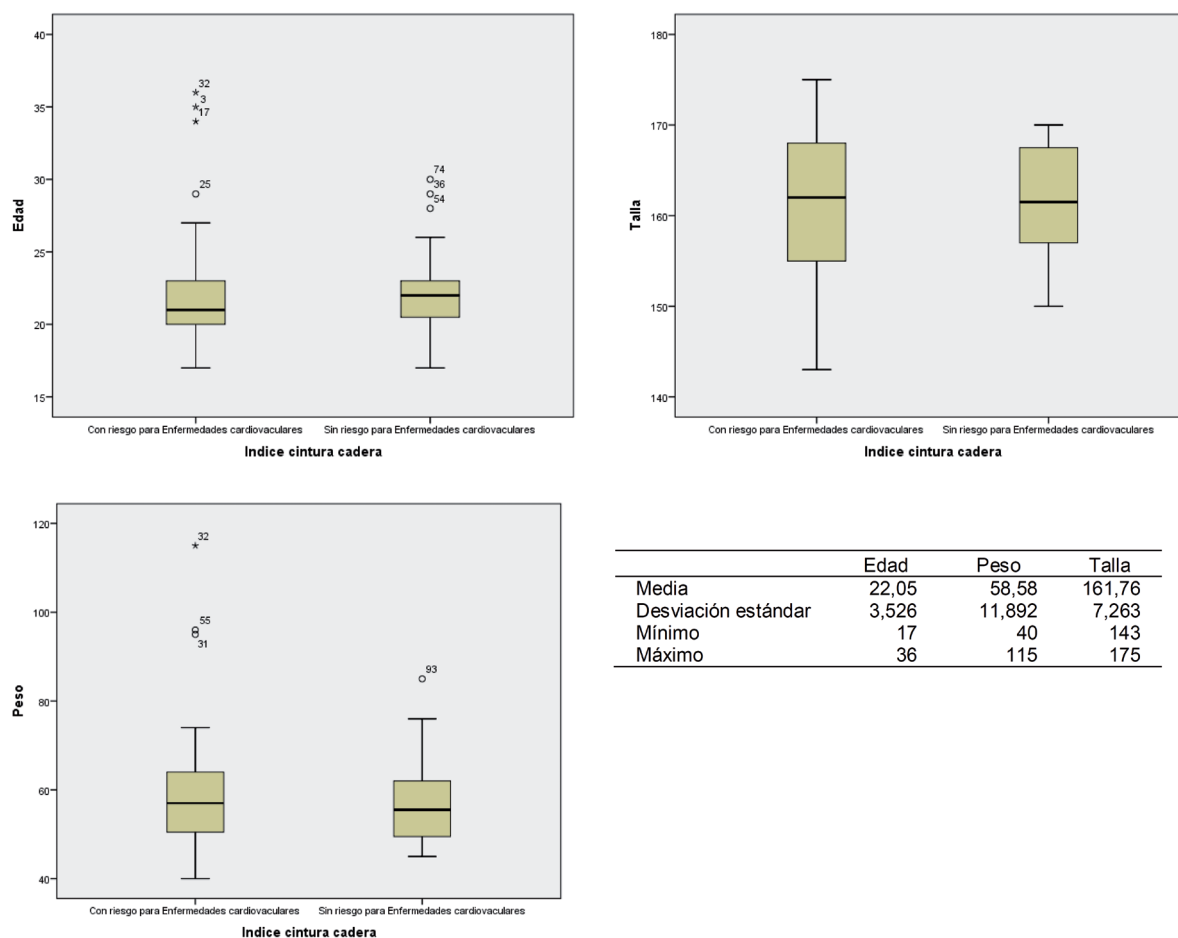 Edad
40
35
30
25
20
15
32
3
17
25
74
36
54
Con riesgo para Enfermedades cardiovaculares
Sin riesgo para Enfermedades cardiovaculares
Indice cintura cadera
Talla
180
170
160
150
140
Con riesgo para Enfermedades cardiovaculares
Sin riesgo para Enfermedades cardiovaculares
Indice cintura cadera
Peso
120
100
80
60
40
32
55
31
93
Con riesgo para Enfermedades cardiovaculares
Sin riesgo para Enfermedades cardiovaculares
Indice cintura cadera
Edad Peso Talla
Media 22,05 58,58 161,76
Desviación estándar 3,526 11,892 7,263
Mínimo 17 40 143
Máximo 36 115 175